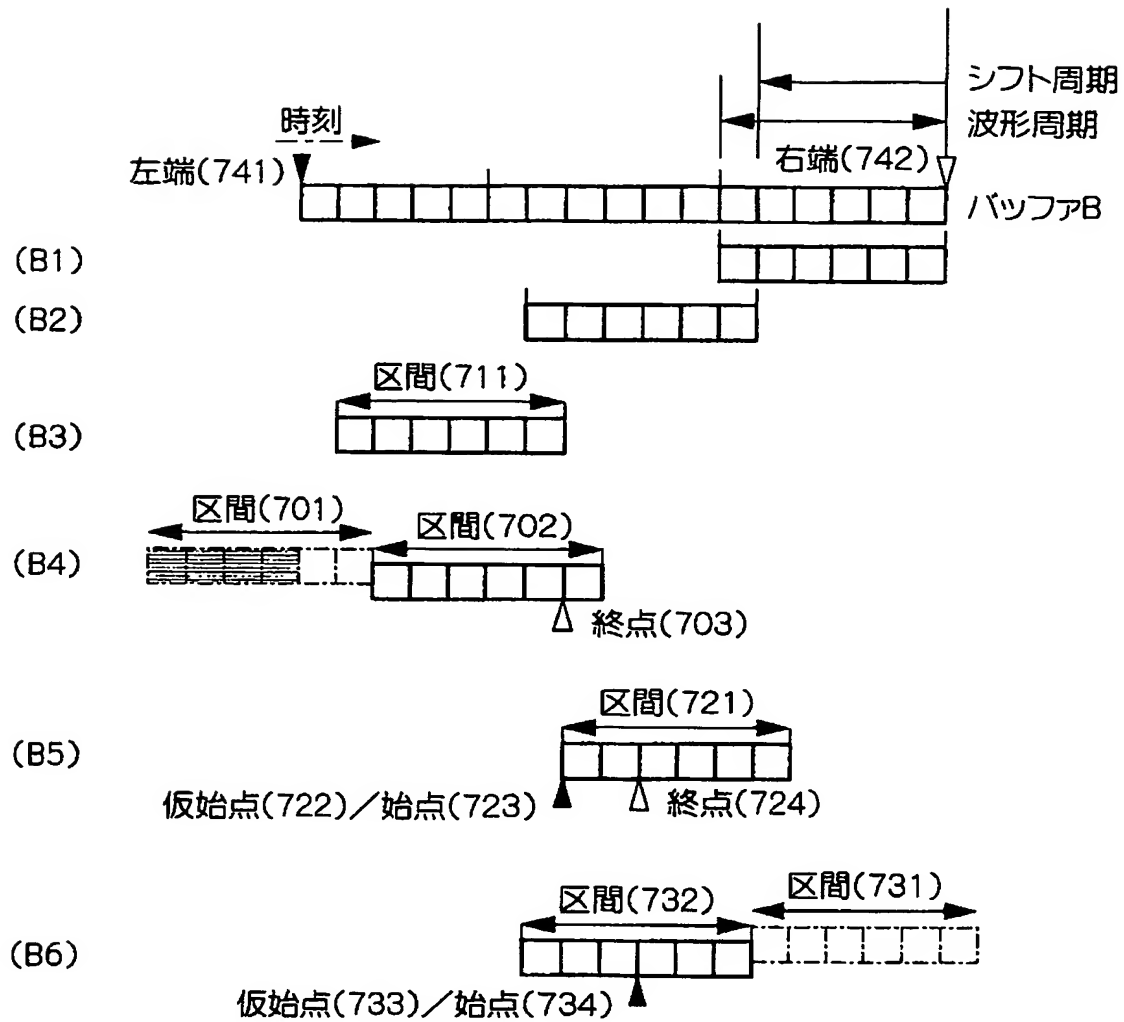 シフト周期
時刻
波形周期
左端(741)
右端(742)
バッファB
(B1)
(B2)
区間(711)
(B3)
区間(701)
区間(702)
(B4)
終点(703)
区間(721)
(B5)
仮始点(722)/始点(723)
終点(724)
区間(732)
区間(731)
(B6)
仮始点(733)/始点(734)